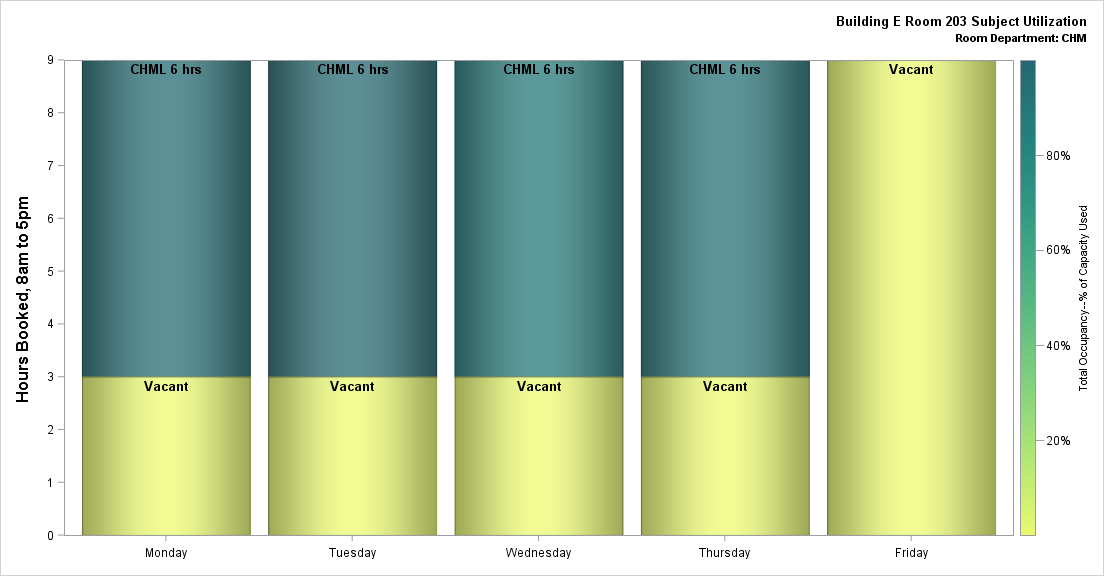 Building E Room 203 Subject Utilization
Room Department: CHM
Hours Booked, 8am to 5pm
9
8
7
6
5
4
3
2
1
0
CHML 6 hrs
CHML 6 hrs
CHML 6 hrs
CHML 6 hrs
Vacant
Vacant
Vacant
Vacant
Vacant
Monday
Tuesday
Wednesday
Thursday
Friday
80%
60%
40%
20%
Total Occupancy--% of Capacity Used